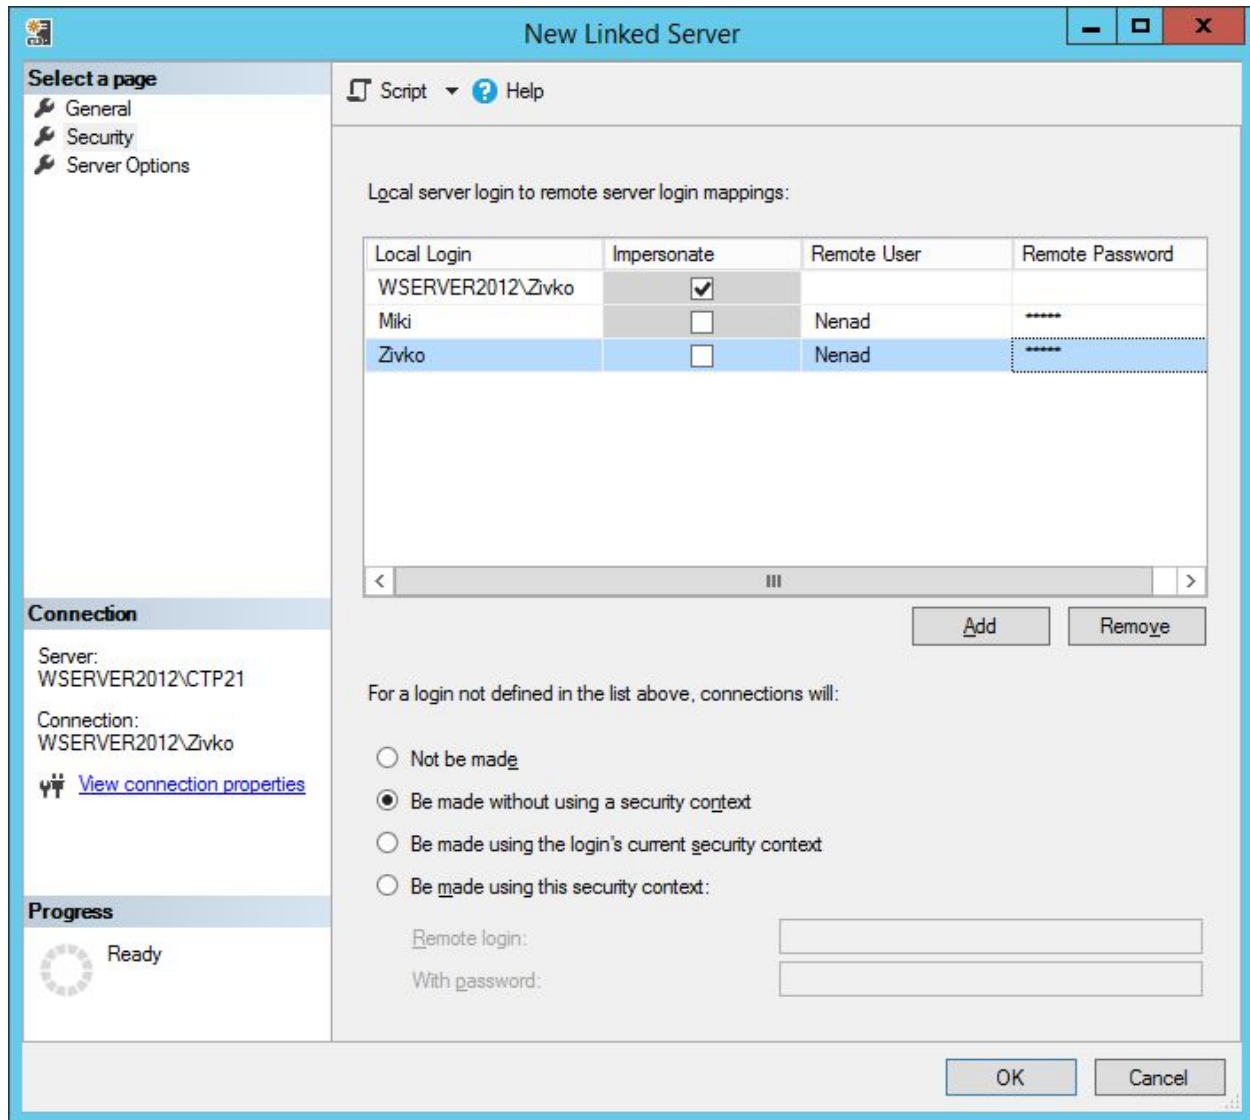 New Linked Server
Select a page
General
Security
Server Options
Script
Help
Local server login to remote server login mappings:
Local Login Impersonate Remote User Remote Password
WSERVER2012\Zivko
Miki Nenad *****
Zivko Nenad *****
Add Remove
Connection
Server:
WSERVER2012\CTP21
Connection:
WSERVER2012\Zivko
View connection properties
For a login not defined in the list above, connections will:
Not be made
Be made without using a security context
Be made using the login's current security context
Be made using this security context:
Remote login:
With password:
Progress
Ready
OK Cancel